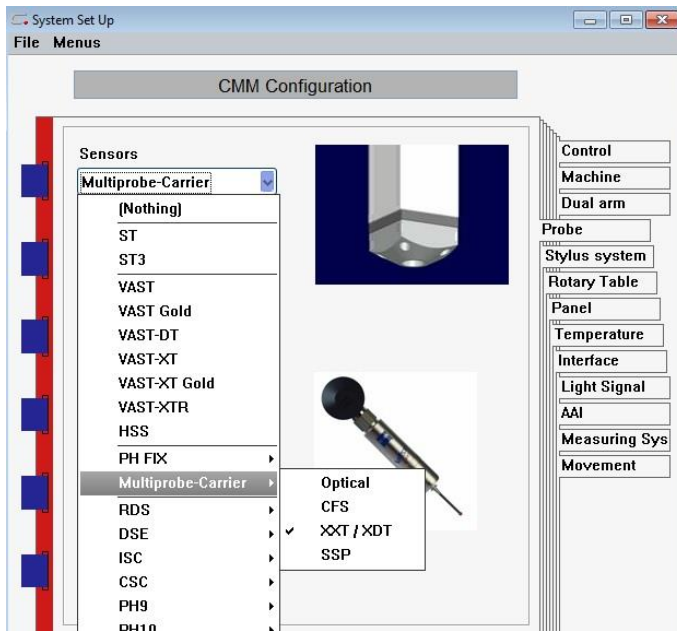 System Set Up
File Menus
CMM Configuration
Sensors
Multiprobe-Carrier
(Nothing)
ST
ST3
VAST
VAST Gold
VAST-DT
VAST-XT
VAST-XT Gold
VAST-XTR
HSS
PH FIX
Multiprobe-Carrier
RDS
DSE
ISC
CSC
PH9
PH10
Optical
CFS
XXT / XDT
SSP
Control
Machine
Dual arm
Probe
Stylus system
Rotary Table
Panel
Temperature
Interface
Light Signal
AAI
Measuring Sys
Movement